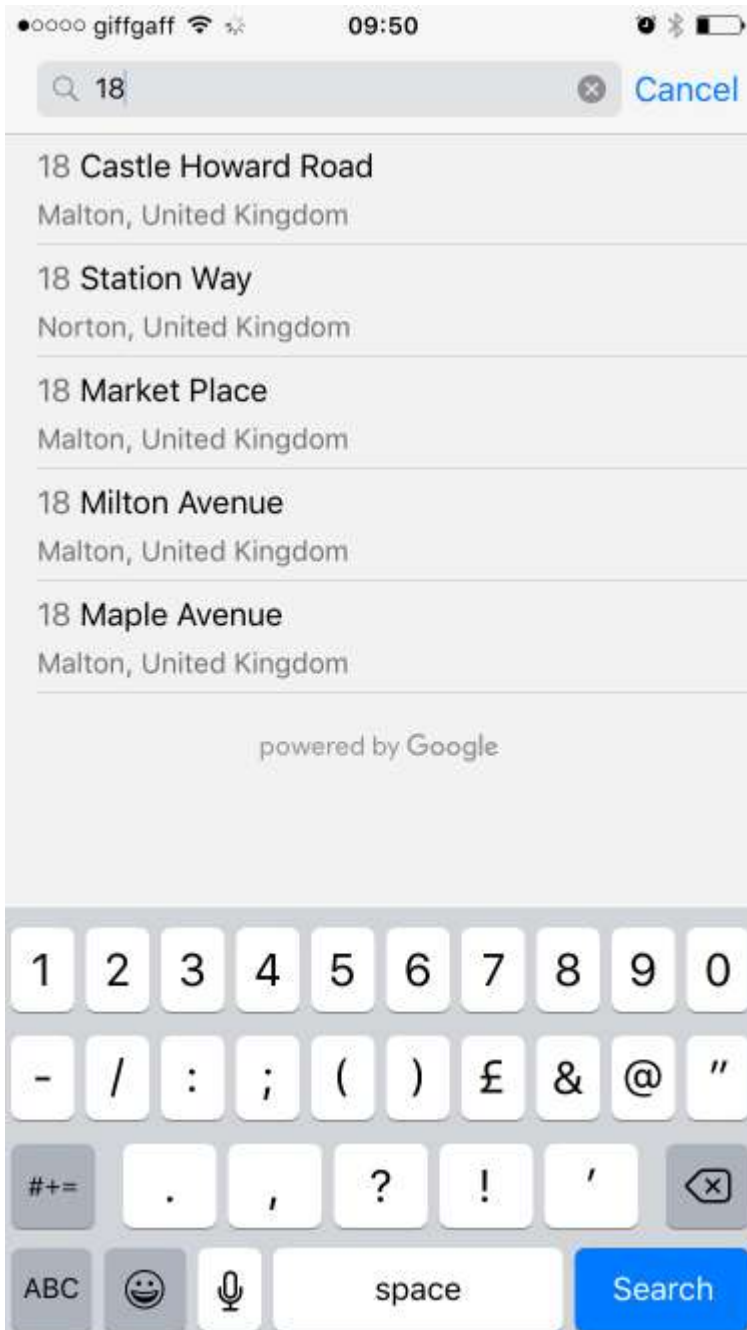 giffgaff 09:50
18 Cancel
18 Castle Howard Road
Malton, United Kingdom
18 Station Way
Norton, United Kingdom
18 Market Place
Malton, United Kingdom
18 Milton Avenue
Malton, United Kingdom
18 Maple Avenue
Malton, United Kingdom
powered by Google
1 2 3 4 5 6 7 8 9 0
- / : ; ( ) £ & @ "
#+= . , ? ! '
ABC space Search